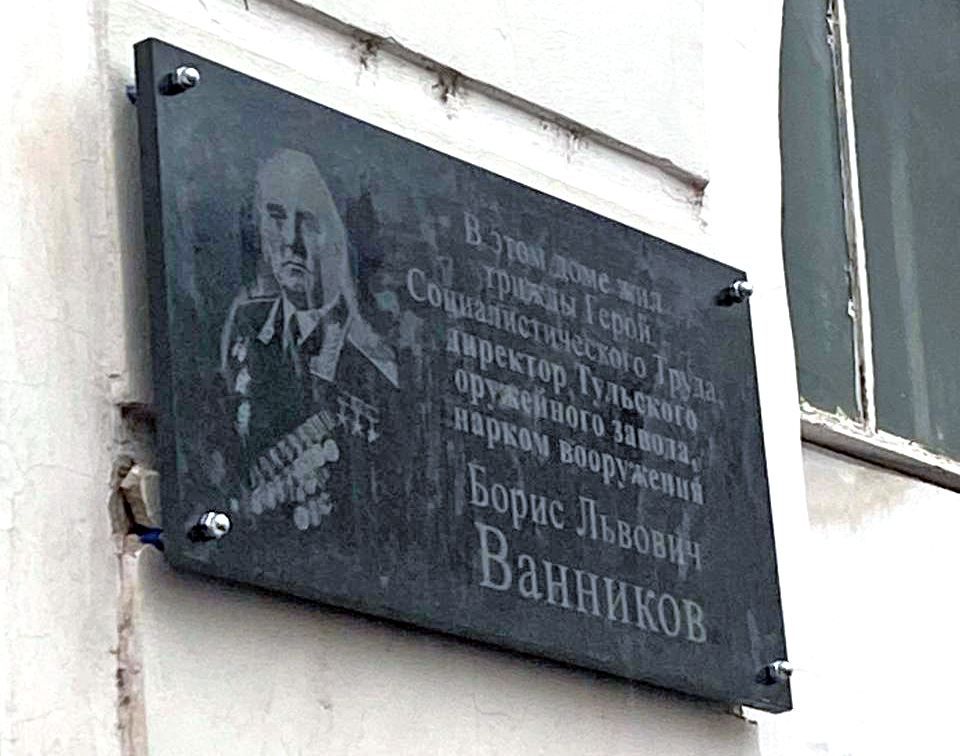 В этом доме жил
трижды Герой
Социалистического Труда,
директор Тульского
оружейного завода,
нарком вооружений
Борис Львович
Ванников